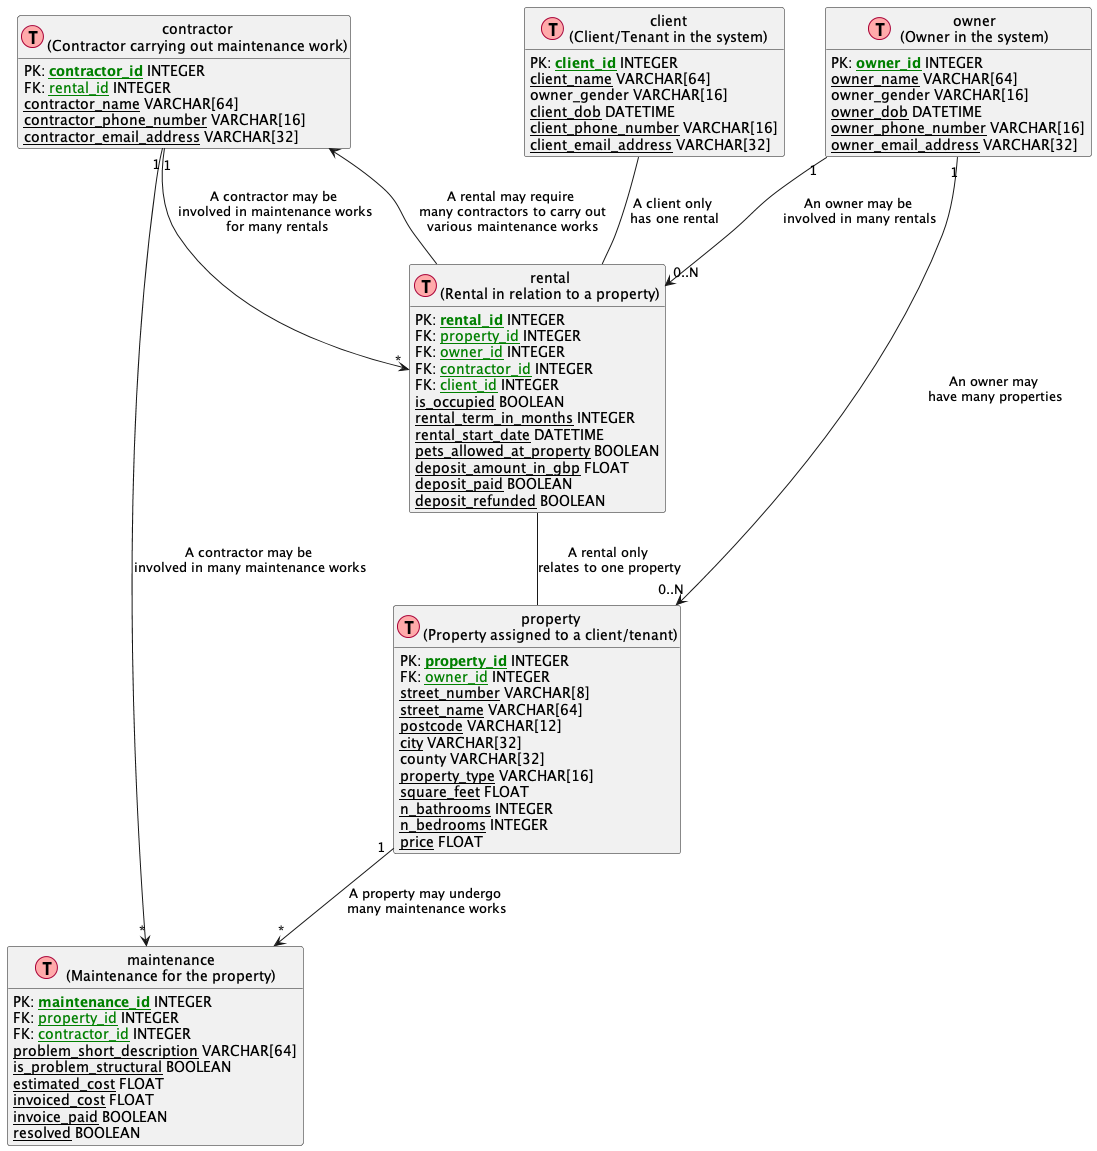 T
contractor
(Contractor carrying out maintenance work)
PK: contractor_id INTEGER
FK: rental_id INTEGER
contractor_name VARCHAR[64]
contractor_phone_number VARCHAR[16]
contractor_email_address VARCHAR[32]
T
client
(Client/Tenant in the system)
PK: client_id INTEGER
client_name VARCHAR[64]
owner_gender VARCHAR[16]
client_dob DATETIME
client_phone_number VARCHAR[16]
client_email_address VARCHAR[32]
T
owner
(Owner in the system)
PK: owner_id INTEGER
owner_name VARCHAR[64]
owner_gender VARCHAR[16]
owner_dob DATETIME
owner_phone_number VARCHAR[16]
owner_email_address VARCHAR[32]
1
1
1
1
A contractor may be
involved in maintenance works
for many rentals
A rental may require
many contractors to carry out
various maintenance works
A client only
has one rental
An owner may be
involved in many rentals
0..N
*
T
rental
(Rental in relation to a property)
PK: rental_id INTEGER
FK: property_id INTEGER
FK: owner_id INTEGER
FK: contractor_id INTEGER
FK: client_id INTEGER
is_occupied BOOLEAN
rental_term_in_months INTEGER
rental_start_date DATETIME
pets_allowed_at_property BOOLEAN
deposit_amount_in_gbp FLOAT
deposit_paid BOOLEAN
deposit_refunded BOOLEAN
An owner may
have many properties
A contractor may be
involved in many maintenance works
A rental only
relates to one property
0..N
T
property
(Property assigned to a client/tenant)
PK: property_id INTEGER
FK: owner_id INTEGER
street_number VARCHAR[8]
street_name VARCHAR[64]
postcode VARCHAR[12]
city VARCHAR[32]
county VARCHAR[32]
property_type VARCHAR[16]
square_feet FLOAT
n_bathrooms INTEGER
n_bedrooms INTEGER
price FLOAT
1
A property may undergo
many maintenance works
*
*
T
maintenance
(Maintenance for the property)
PK: maintenance_id INTEGER
FK: property_id INTEGER
FK: contractor_id INTEGER
problem_short_description VARCHAR[64]
is_problem_structural BOOLEAN
estimated_cost FLOAT
invoiced_cost FLOAT
invoice_paid BOOLEAN
resolved BOOLEAN